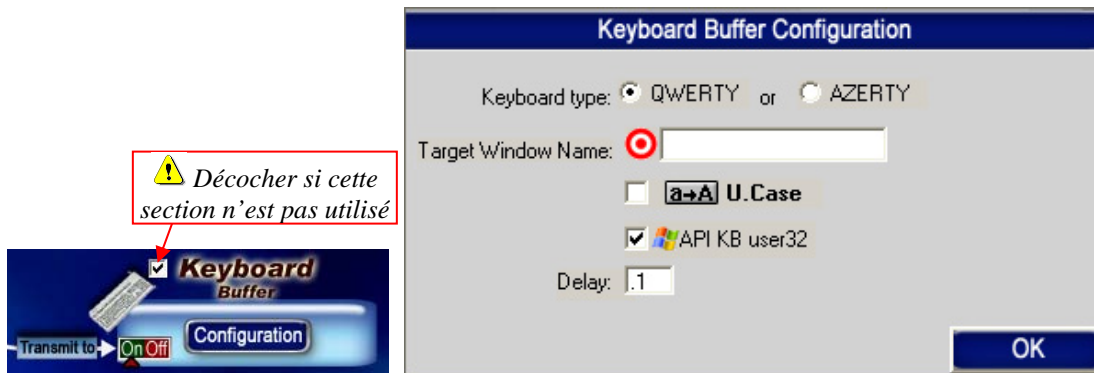 Keyboard Buffer Configuration
Keyboard type: QWERTY or AZERTY
Target Window Name:
a→A U.Case
API KB user32
Delay: .1
OK
Décocher si cette
section n'est pas utilisé
Keyboard
Buffer
Configuration
Transmit to On Off